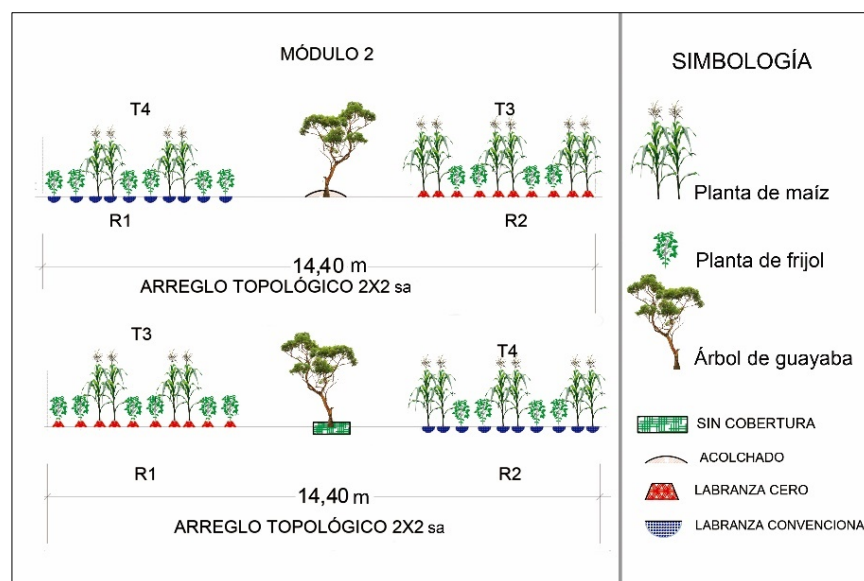 MÓDULO 2
T4
T3
R1
R2
14,40 m
ARREGLO TOPOLÓGICO 2X2 sa
T3
T4
R1
R2
14,40 m
ARREGLO TOPOLÓGICO 2X2 sa
SIMBOLOGÍA
Planta de maíz
Planta de frijol
Árbol de guayaba
SIN COBERTURA
ACOLCHADO
LABRANZA CERO
LABRANZA CONVENCIONA